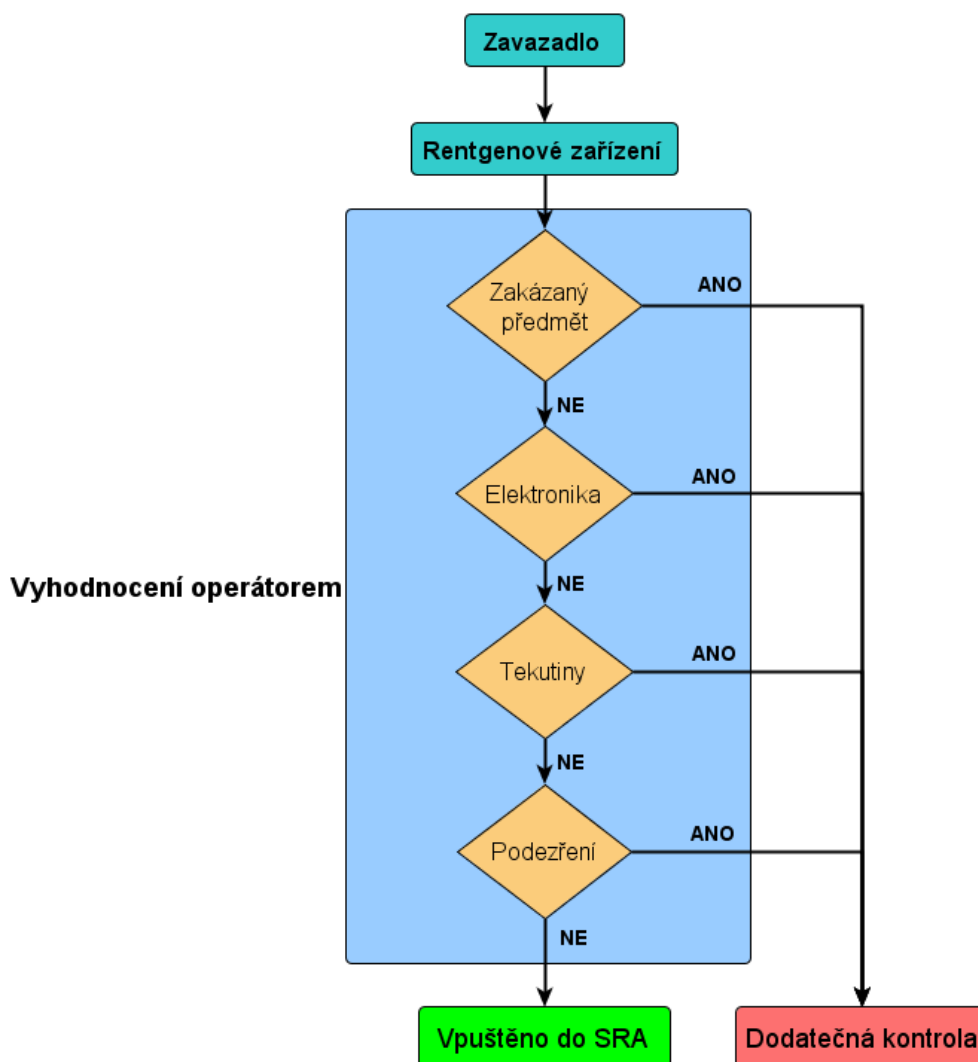 Zavazadlo
Rentgenové zařízení
Zakázaný
předmět
ANO
NE
Elektronika
ANO
NE
Vyhodnocení operátorem
Tekutiny
ANO
NE
Podezření
ANO
NE
Vpuštěno do SRA
Dodatečná kontrola